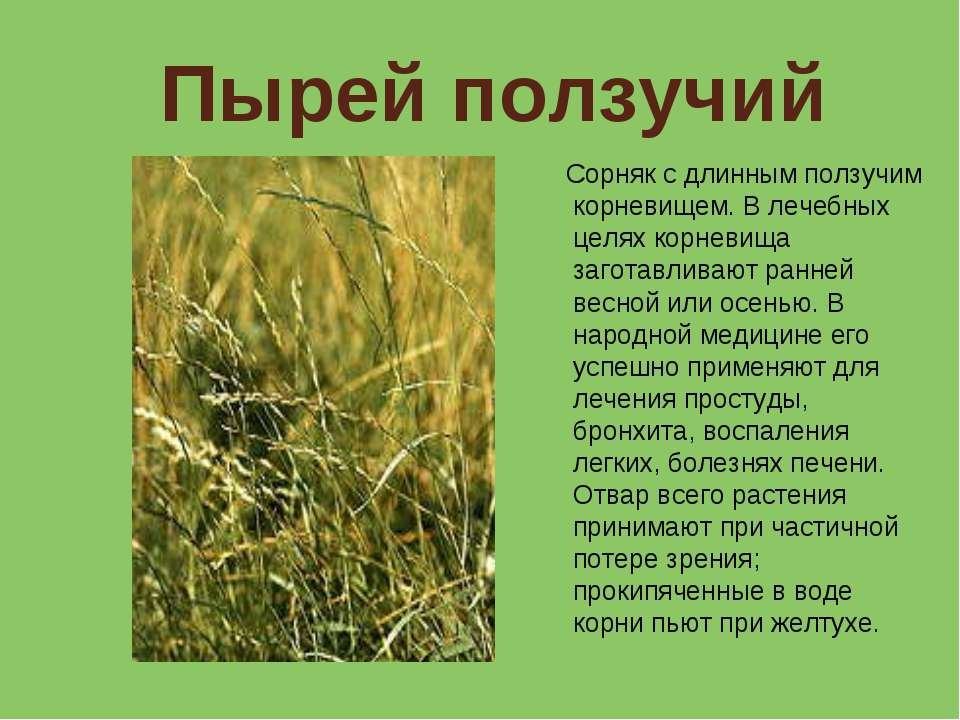 Пырей ползучий
Сорняк с длинным ползучим
корневищем. В лечебных
целях корневища
заготавливают ранней
весной или осенью. В
народной медицине его
успешно применяют для
лечения простуды,
бронхита, воспаления
легких, болезнях печени.
Отвар всего растения
принимают при частичной
потере зрения;
прокипяченные в воде
корни пьют при желтухе.